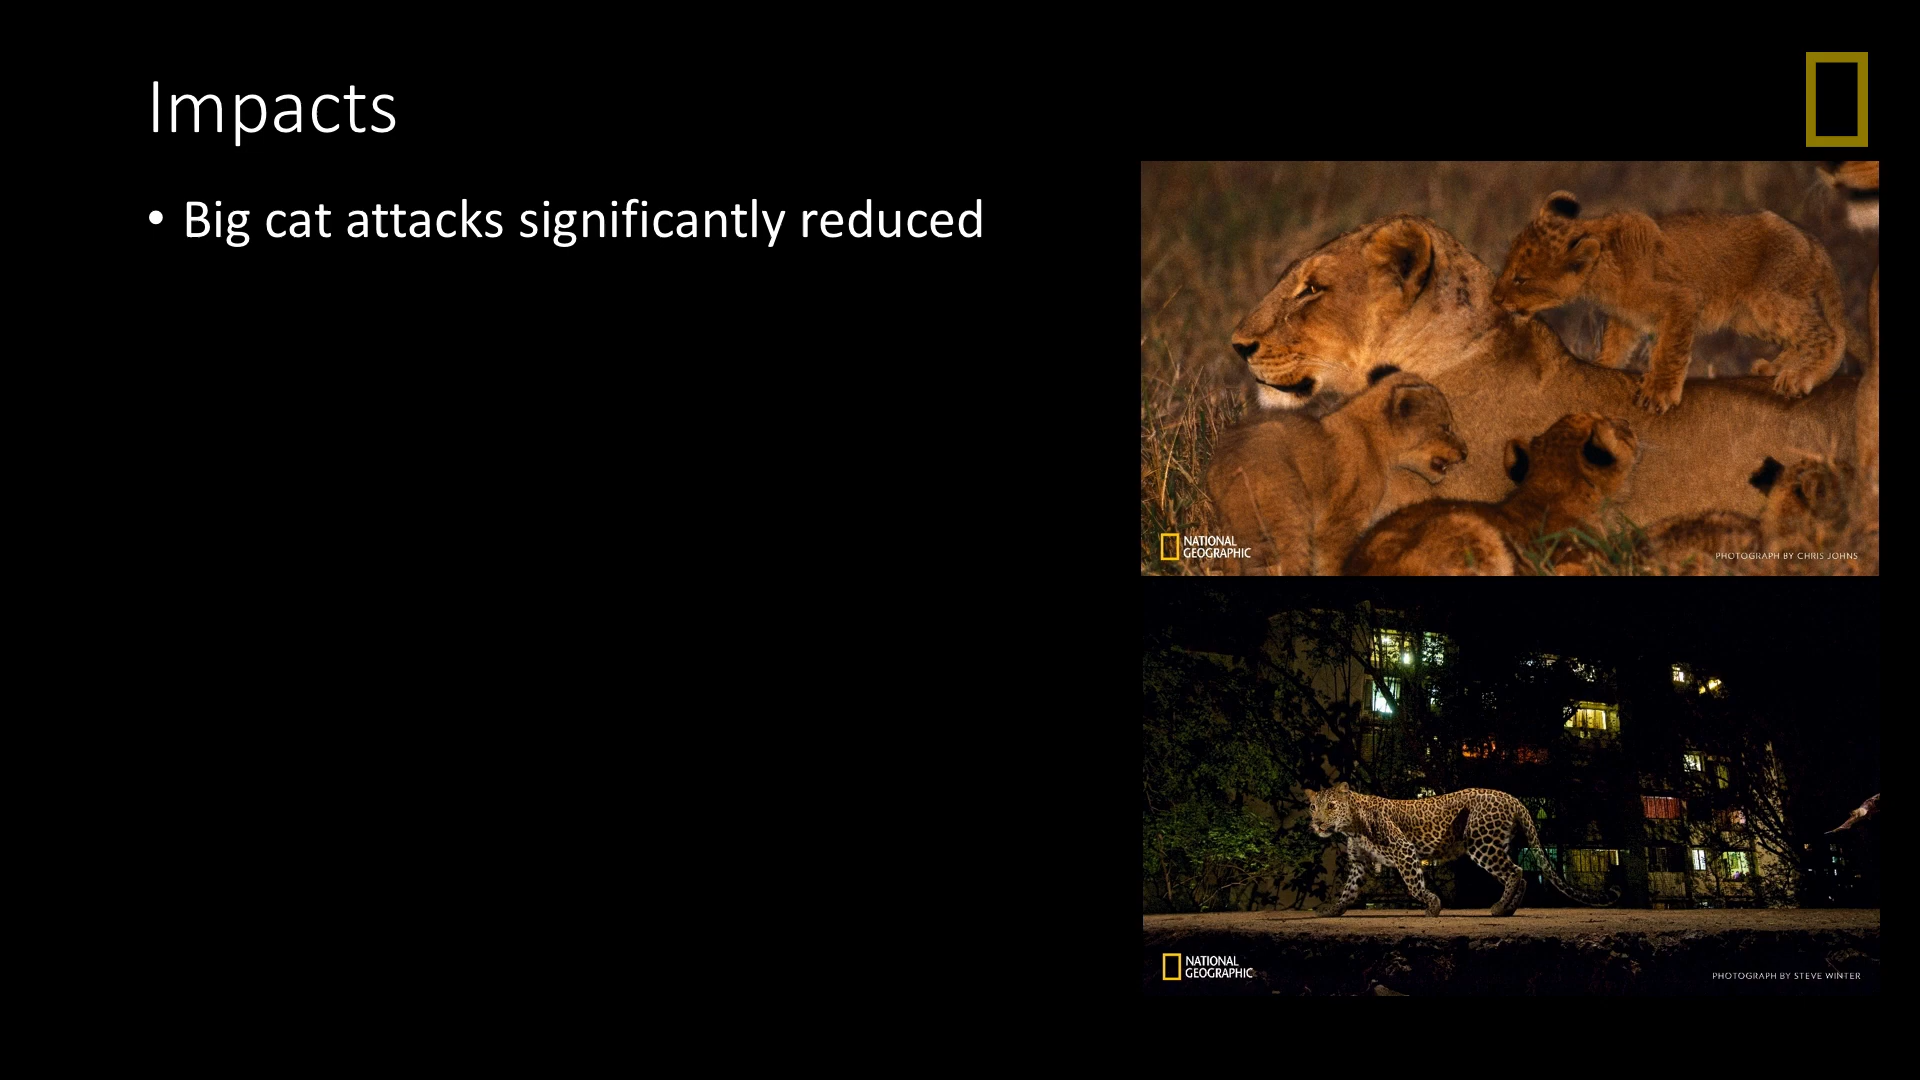 Impacts
• Big cat attacks significantly reduced
NATIONAL
GEOGRAPHIC
PHOTOGRAPH BY CHRIS JOHNS
NATIONAL
GEOGRAPHIC
PHOTOGRAPH BY STEVE WINTER